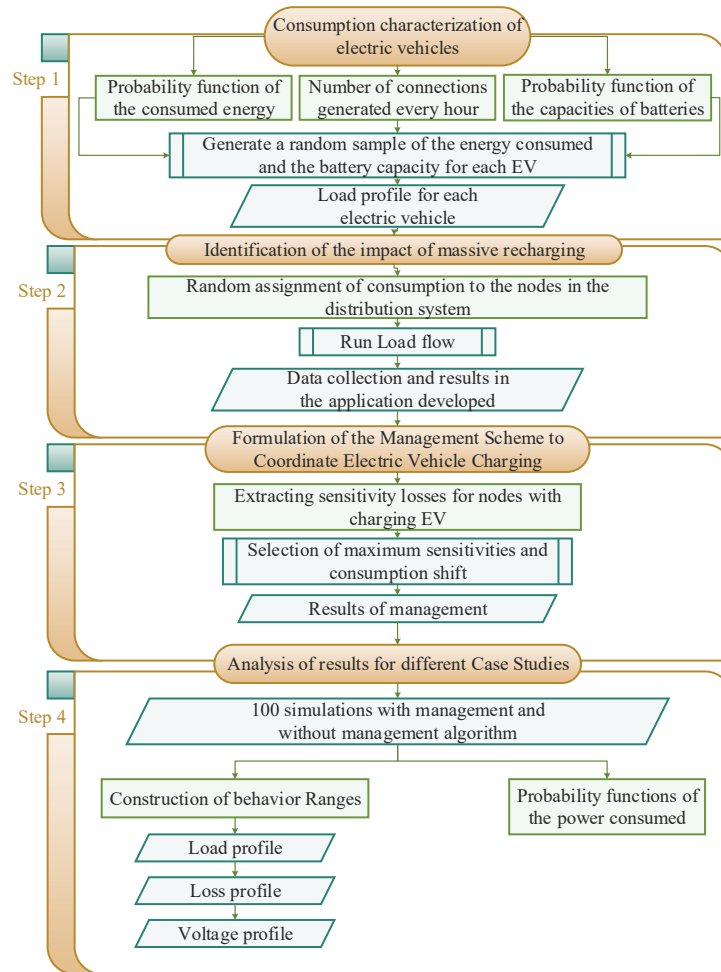 Consumption characterization of
electric vehicles
Step 1
Probability function of
the consumed energy
Number of connections
generated every hour
Probability function of
the capacities of batteries
Generate a random sample of the energy consumed
and the battery capacity for each EV
Load profile for each
electric vehicle
Identification of the impact of massive recharging
Step 2
Random assignment of consumption to the nodes in the
distribution system
Run Load flow
Data collection and results in
the application developed
Formulation of the Management Scheme to
Coordinate Electric Vehicle Charging
Step 3
Extracting sensitivity losses for nodes with
charging EV
Selection of maximum sensitivities and
consumption shift
Results of management
Analysis of results for different Case Studies
Step 4
100 simulations with management and
without management algorithm
Construction of behavior Ranges
Probability functions of
the power consumed
Load profile
Loss profile
Voltage profile